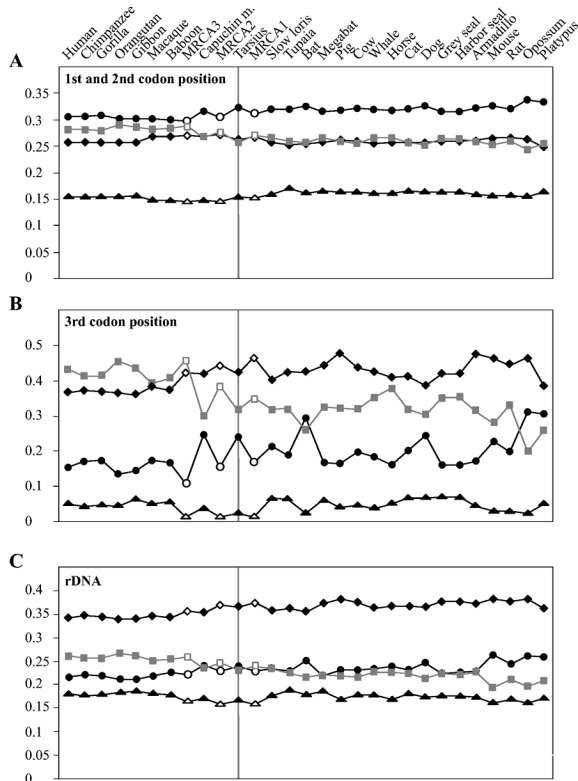 Human
Chimpanzee
Gorilla
Orangutan
Gibbon
Macaque
Baboon
MRCA3
Capuchin m.
MRCA2
Tarsius
MRCA1
Slow loris
Tupaia
Bat
Megabat
Pig
Cow
Whale
Horse
Cat
Dog
Grey seal
Harbor seal
Armadillo
Mouse
Rat
Opossum
Platypus
A
1st and 2nd codon position
0.35
0.3
0.25
0.2
0.15
0.1
0.05
0
B
3rd codon position
0.5
0.4
0.3
0.2
0.1
0
C
rDNA
0.4
0.35
0.3
0.25
0.2
0.15
0.1
0.05
0